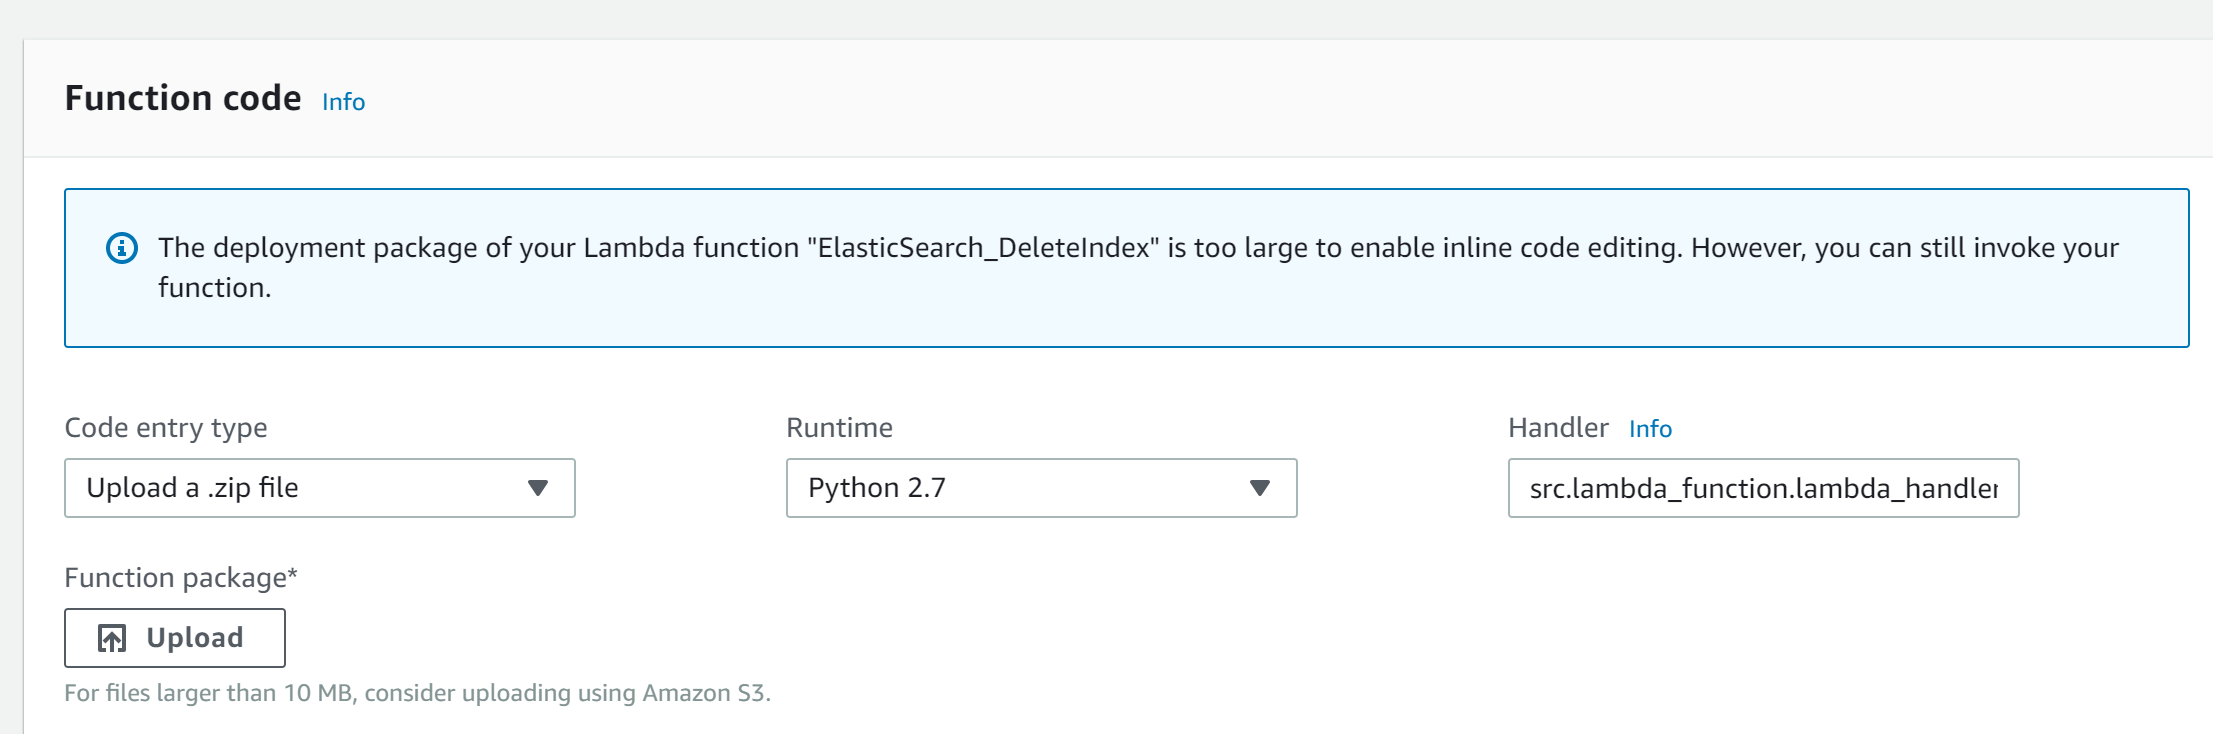 Function code Info
The deployment package of your Lambda function "ElasticSearch_DeleteIndex" is too large to enable inline code editing. However, you can still invoke your
function.
Code entry type
Runtime
Handler Info
Upload a .zip file
Python 2.7
src.lambda_function.lambda_handler
Function package*
Upload
For files larger than 10 MB, consider uploading using Amazon S3.